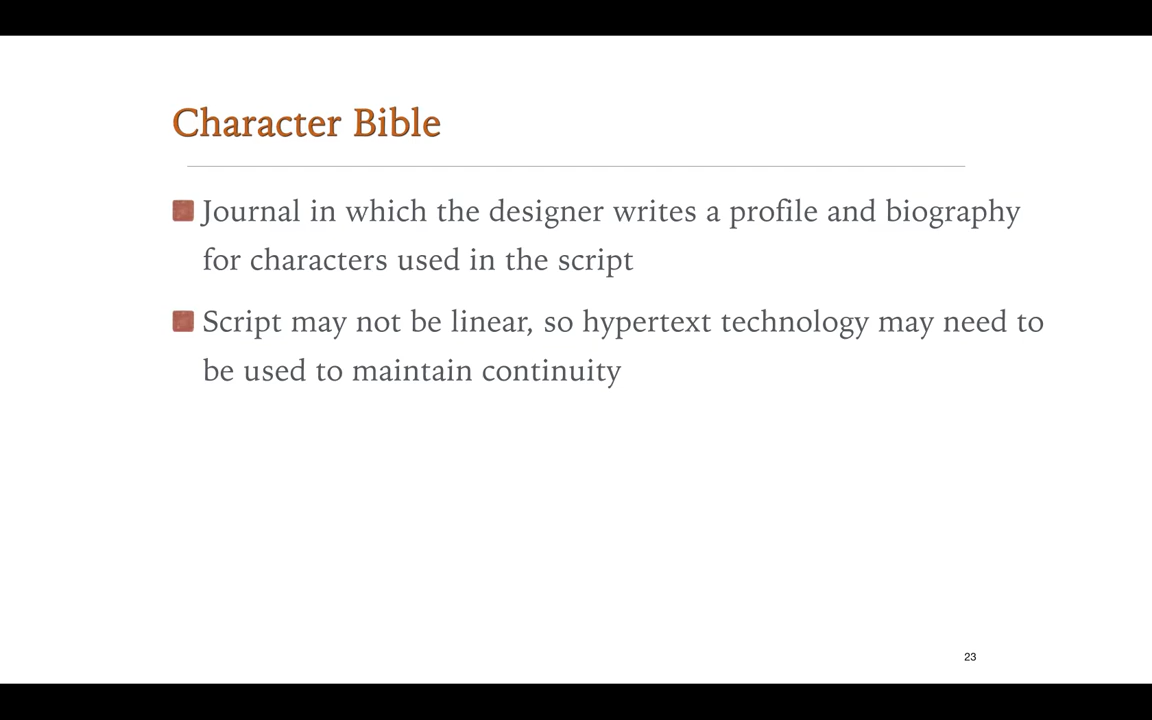 Character Bible
Journal in which the designer writes a profile and biography
for characters used in the script
Script may not be linear, so hypertext technology may need to
be used to maintain continuity
23